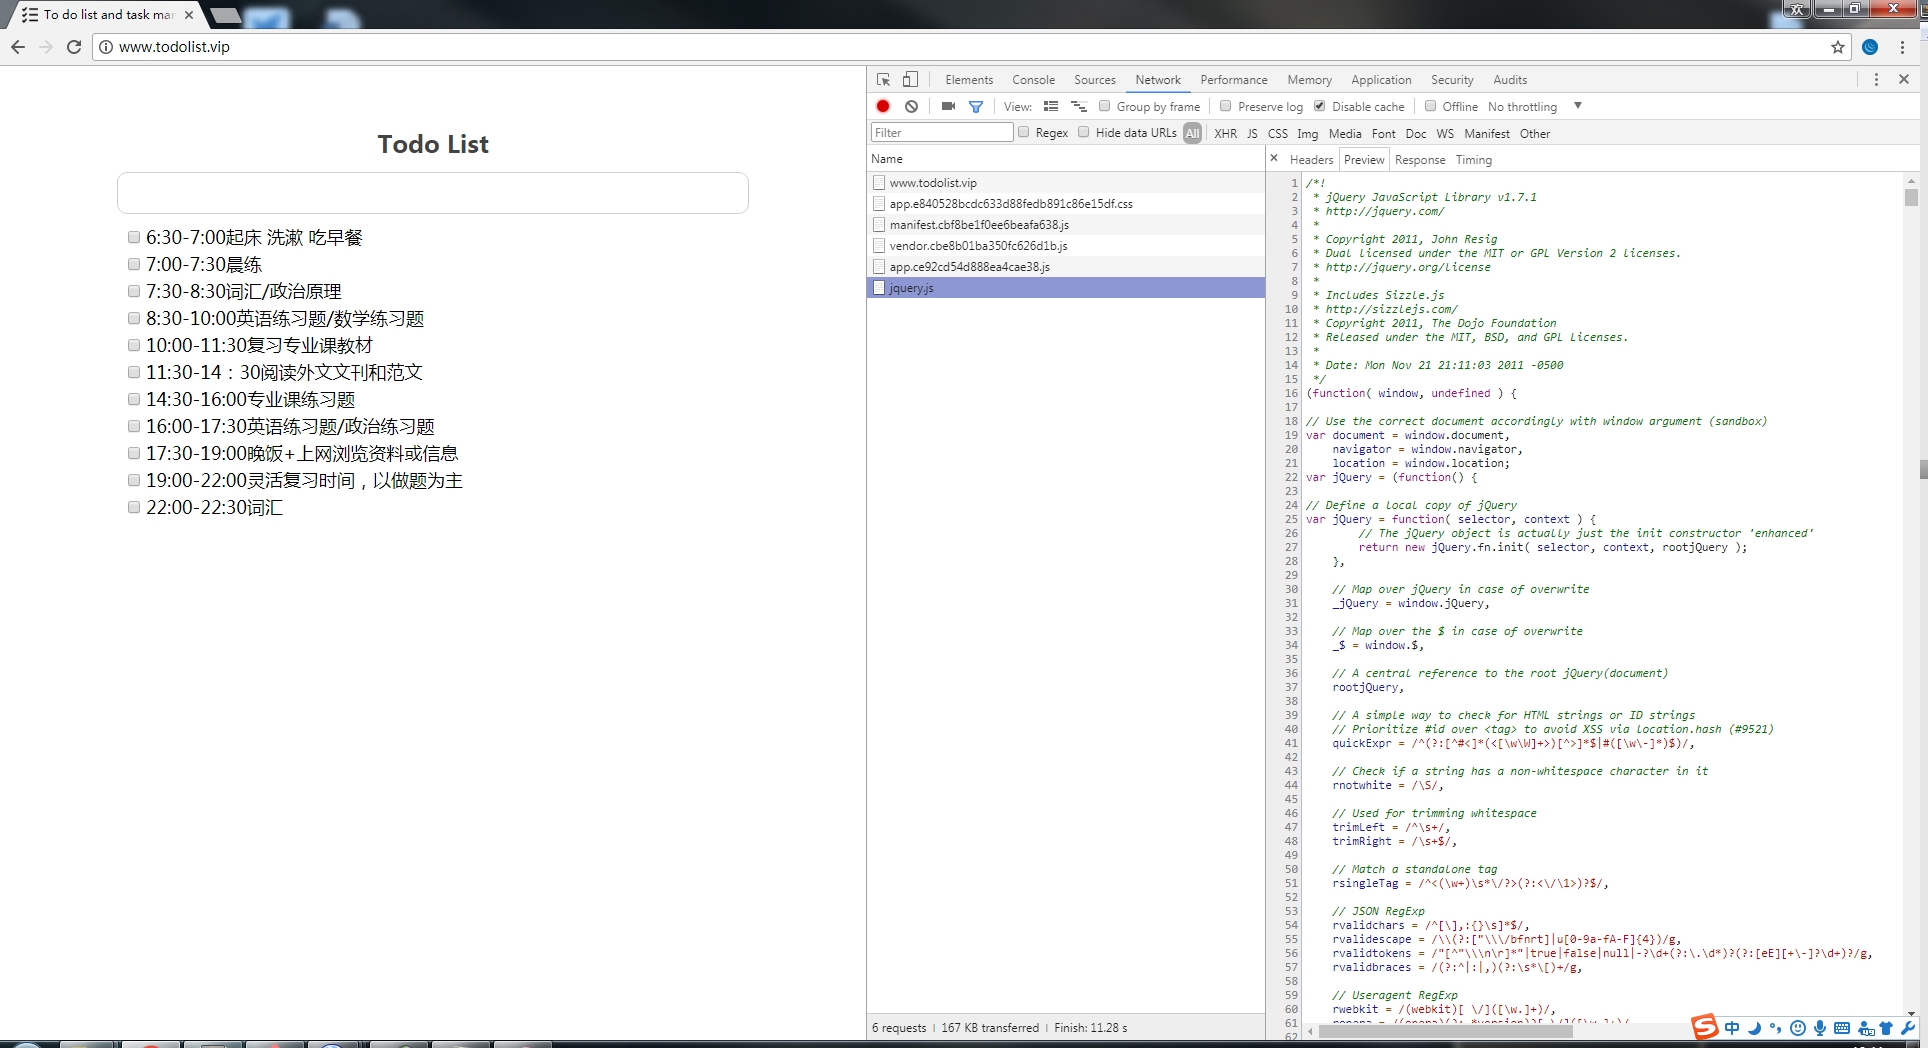 To do list and task mar
欢
www.todolist.vip
Todo List
6:30-7:00起床 洗漱 吃早餐
7:00-7:30晨练
7:30-8:30词汇/政治原理
8:30-10:00英语练习题/数学练习题
10:00-11:30复习专业课教材
11:30-14：30阅读外文文刊和范文
14:30-16:00专业课练习题
16:00-17:30英语练习题/政治练习题
17:30-19:00晚饭+上网浏览资料或信息
19:00-22:00灵活复习时间，以做题为主
22:00-22:30词汇
Elements Console Sources Network Performance Memory Application Security Audits
View: Group by frame Preserve log Disable cache Offline No throttling
Filter Regex Hide data URLs All XHR JS CSS Img Media Font Doc WS Manifest Other
Name
www.todolist.vip
app.e840528bcdc633d88fedb891c86e15df.css
manifest.cbf8be1f0ee6beafa638.js
vendor.cbe8b01ba350fc626d1b.js
app.ce92cd54d888ea4cae38.js
jquery.js
6 requests | 167 KB transferred | Finish: 11.28 s
Headers Preview Response Timing
1 /*!
2 * jQuery JavaScript Library v1.7.1
3 * http://jquery.com/
4 *
5 * Copyright 2011, John Resig
6 * Dual licensed under the MIT or GPL Version 2 licenses.
7 * http://jquery.org/license
8 *
9 * Includes Sizzle.js
10 * http://sizzlejs.com/
11 * Copyright 2011, The Dojo Foundation
12 * Released under the MIT, BSD, and GPL Licenses.
13 *
14 * Date: Mon Nov 21 21:11:03 2011 -0500
15 */
16 (function( window, undefined ) {
17
18 // Use the correct document accordingly with window argument (sandbox)
19 var document = window.document,
20 navigator = window.navigator,
21 location = window.location;
22 var jQuery = (function() {
23
24 // Define a local copy of jQuery
25 var jQuery = function( selector, context ) {
26 // The jQuery object is actually just the init constructor 'enhanced'
27 return new jQuery.fn.init( selector, context, rootjQuery );
28 },
29
30 // Map over jQuery in case of overwrite
31 _jQuery = window.jQuery,
32
33 // Map over the $ in case of overwrite
34 _$ = window.$,
35
36 // A central reference to the root jQuery(document)
37 rootjQuery,
38
39 // A simple way to check for HTML strings or ID strings
40 // Prioritize #id over <tag> to avoid XSS via location.hash (#9521)
41 quickExpr = /^(?:[^#<]*(<[\w\W]+>)[^>]*$|#([\w\-]*)$)/,
42
43 // Check if a string has a non-whitespace character in it
44 rnotwhite = /\S/,
45
46 // Used for trimming whitespace
47 trimLeft = /^\s+/,
48 trimRight = /\s+$/,
49
50 // Match a standalone tag
51 rsingleTag = /^<(\w+)\s*\/?>(?:<\/\1>)?$/,
52
53 // JSON RegExp
54 rvalidchars = /^[\],:{}\s]*$/,
55 rvalidescape = /\\(?:["\\\/bfnrt]|u[0-9a-fA-F]{4})/g,
56 rvalidtokens = /"[^"\\\n\r]*"|true|false|null|-?\d+(?:\.\d*)?(?:[eE][+\-]?\d+)?/g,
57 rvalidbraces = /(?:^|:|,)(?:\s*\[)+/g,
58
59 // Useragent RegExp
60 rwebkit = /(webkit)[ \/]([\w.]+)/,
61
62
中